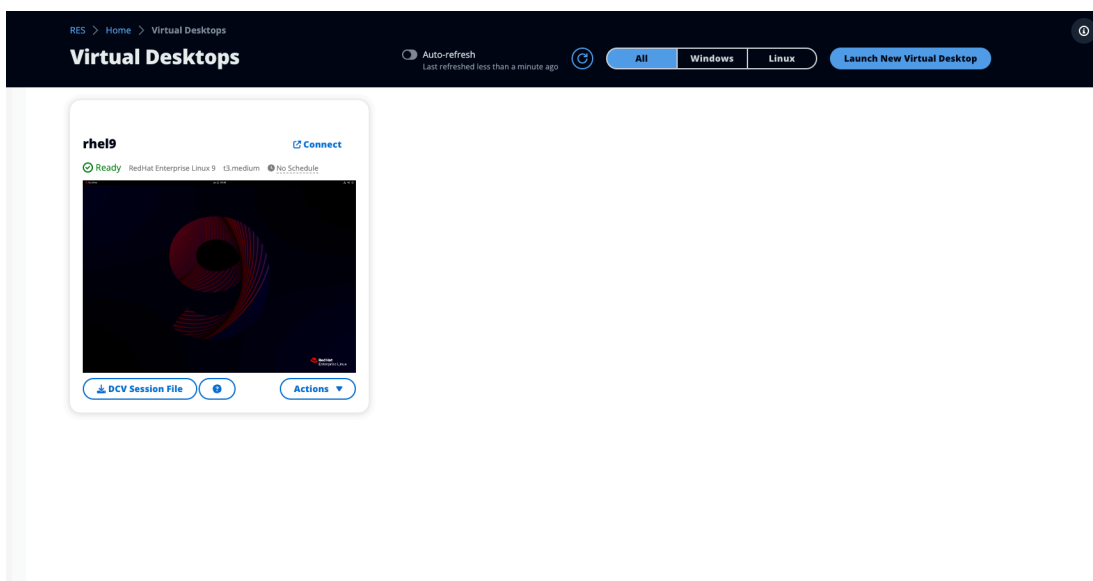 RES > Home > Virtual Desktops
Virtual Desktops
Auto-refresh
Last refreshed less than a minute ago
All Windows Linux
Launch New Virtual Desktop
rhel9
Connect
Ready RedHat Enterprise Linux 9 t3.medium No Schedule
RedHat
Enterprise Linux
DCV Session File
Actions